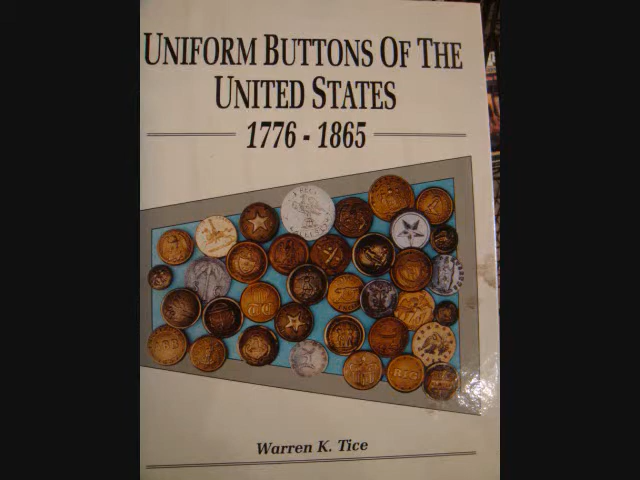 UNIFORM BUTTONS OF THE
UNITED STATES
1776 - 1865
Warren K. Tice